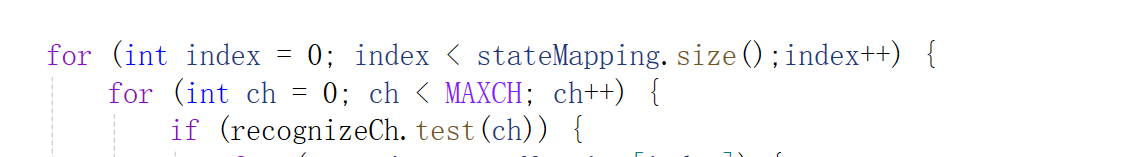 for (int index = 0; index < stateMapping.size();index++) {
for (int ch = 0; ch < MAXCH; ch++) {
if (recognizeCh.test(ch)) {